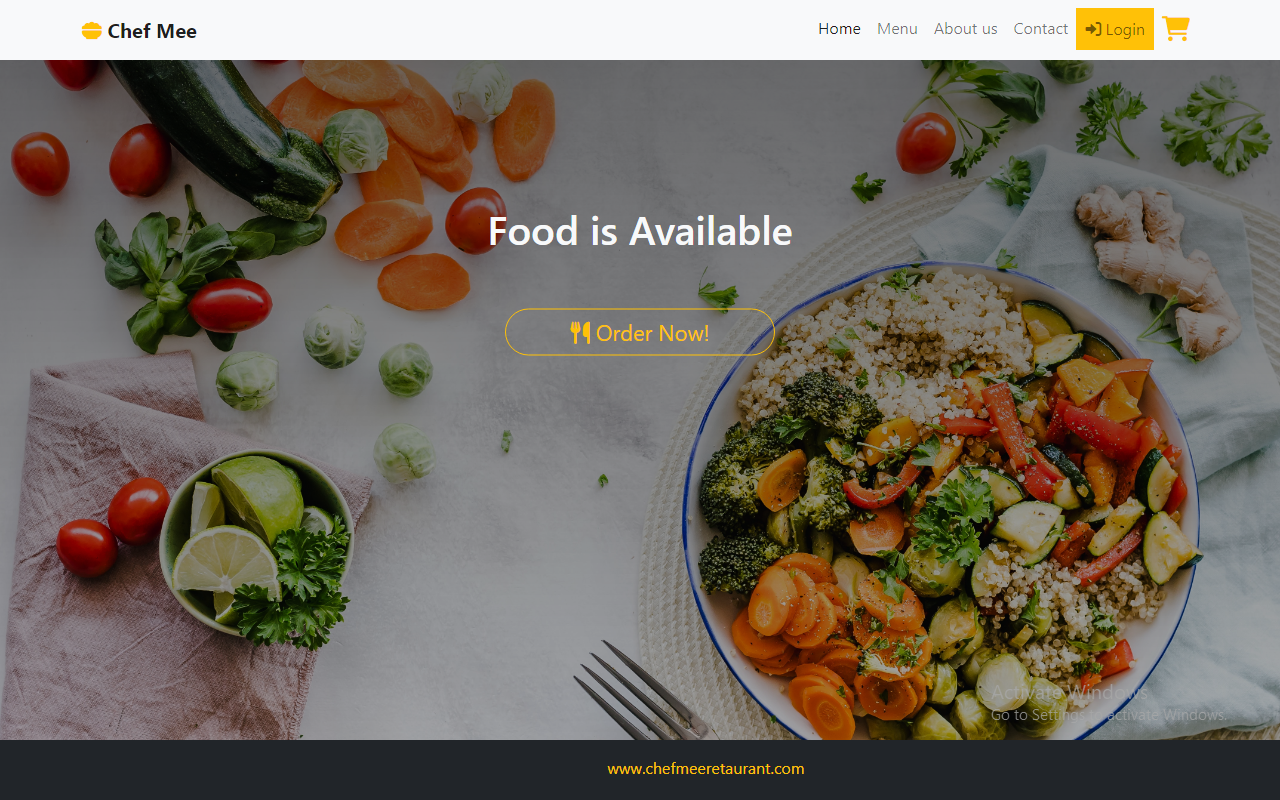 Chef Mee
Home Menu About us Contact Login
Food is Available
Order Now!
Activate Windows
Go to Settings to activate Windows.
www.chefmeeretaurant.com